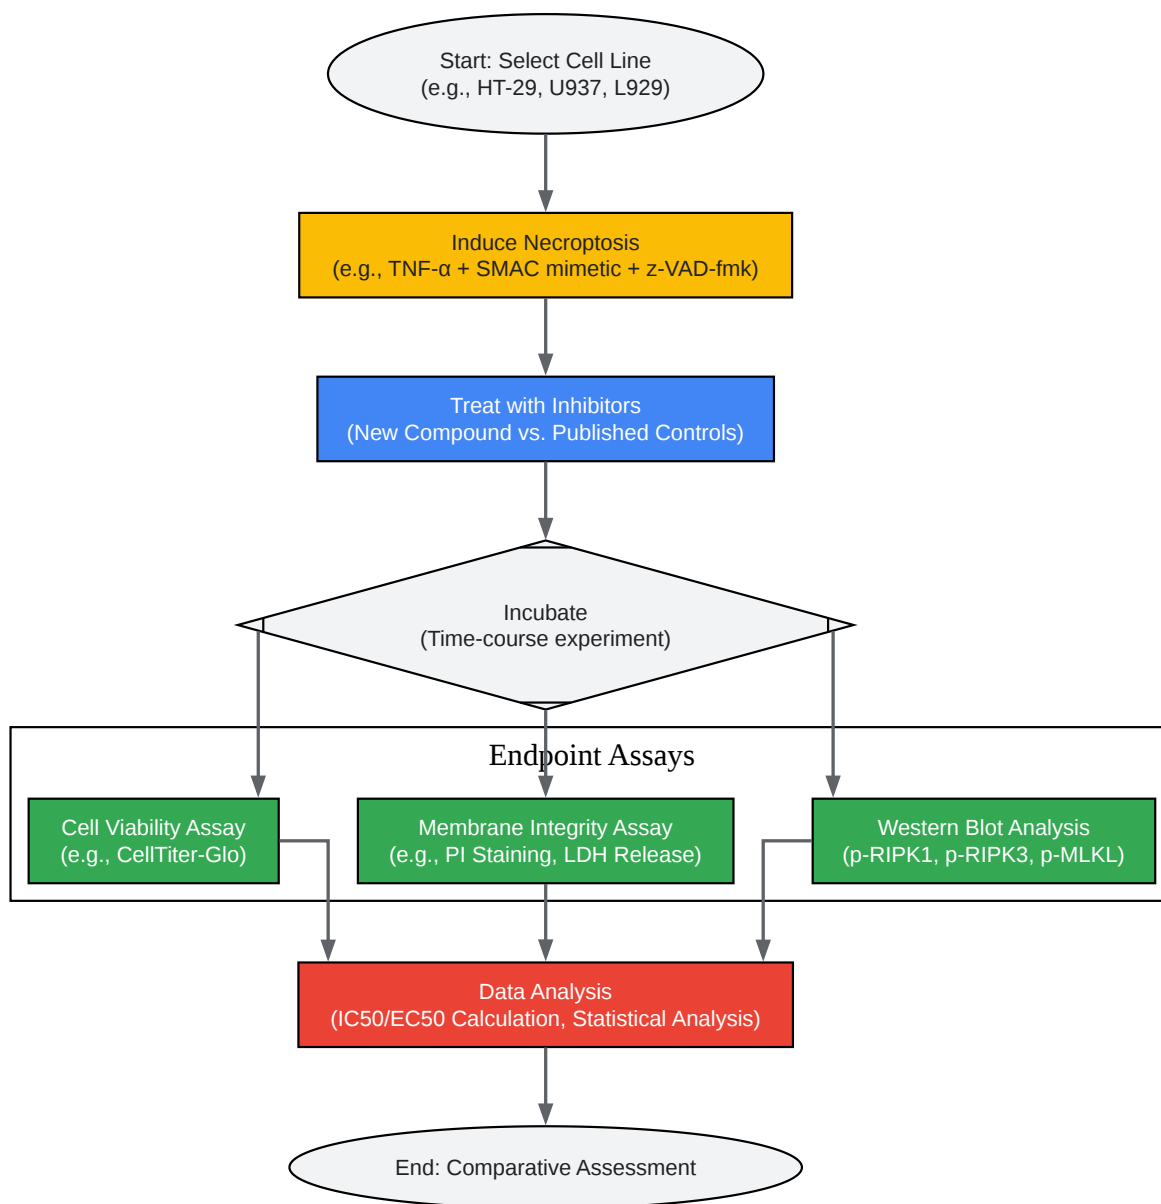 Start: Select Cell Line
(e.g., HT-29, U937, L929)
Induce Necroptosis
(e.g., TNF-α + SMAC mimetic + z-VAD-fmk)
Treat with Inhibitors
(New Compound vs. Published Controls)
Incubate
(Time-course experiment)
Endpoint Assays
Cell Viability Assay
(e.g., CellTiter-Glo)
Membrane Integrity Assay
(e.g., PI Staining, LDH Release)
Western Blot Analysis
(p-RIPK1, p-RIPK3, p-MLKL)
Data Analysis
(IC50/EC50 Calculation, Statistical Analysis)
End: Comparative Assessment